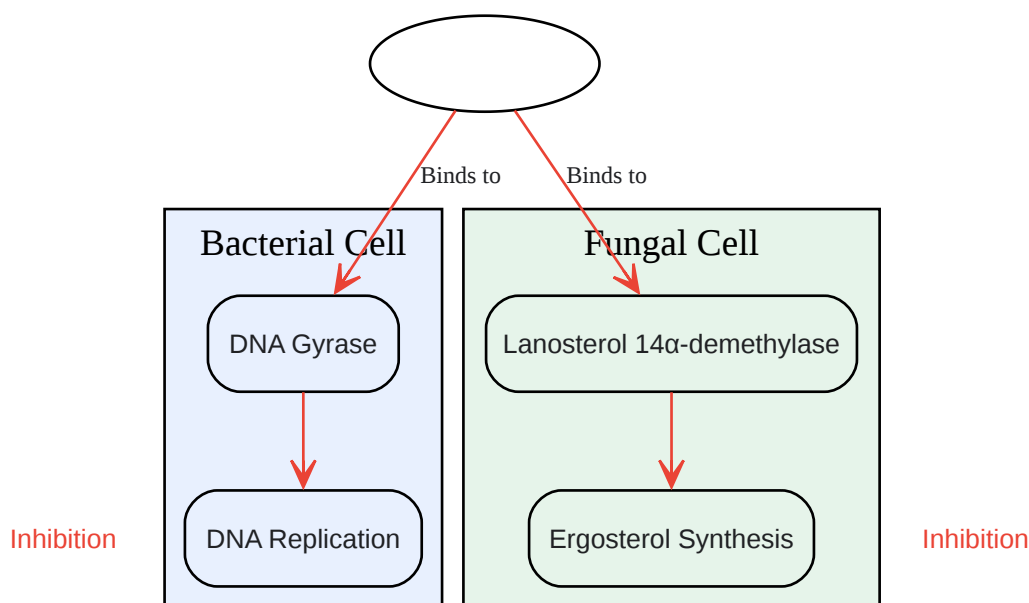 Binds to
Binds to
Bacterial Cell
Fungal Cell
DNA Gyrase
Lanosterol 14α-demethylase
Inhibition
DNA Replication
Ergosterol Synthesis
Inhibition